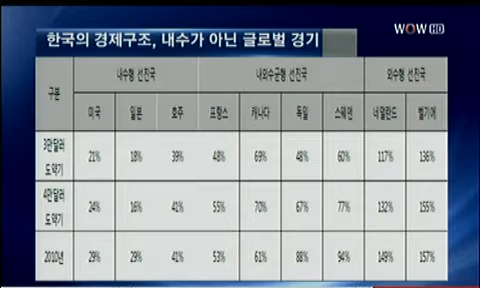 WOW HD
한국의 경제구조, 내수가 아닌 글로벌 경기
구분 내수형 선진국 내외수균형 선진국 외수형 선진국
미국 일본 호주 프랑스 캐나다 독일 스웨덴 네덜란드 벨기에
3만달러 도약기 21% 18% 39% 48% 69% 48% 60% 117% 136%
4만달러 도약기 24% 16% 41% 55% 70% 67% 77% 132% 155%
2010년 29% 29% 41% 53% 61% 88% 94% 149% 157%